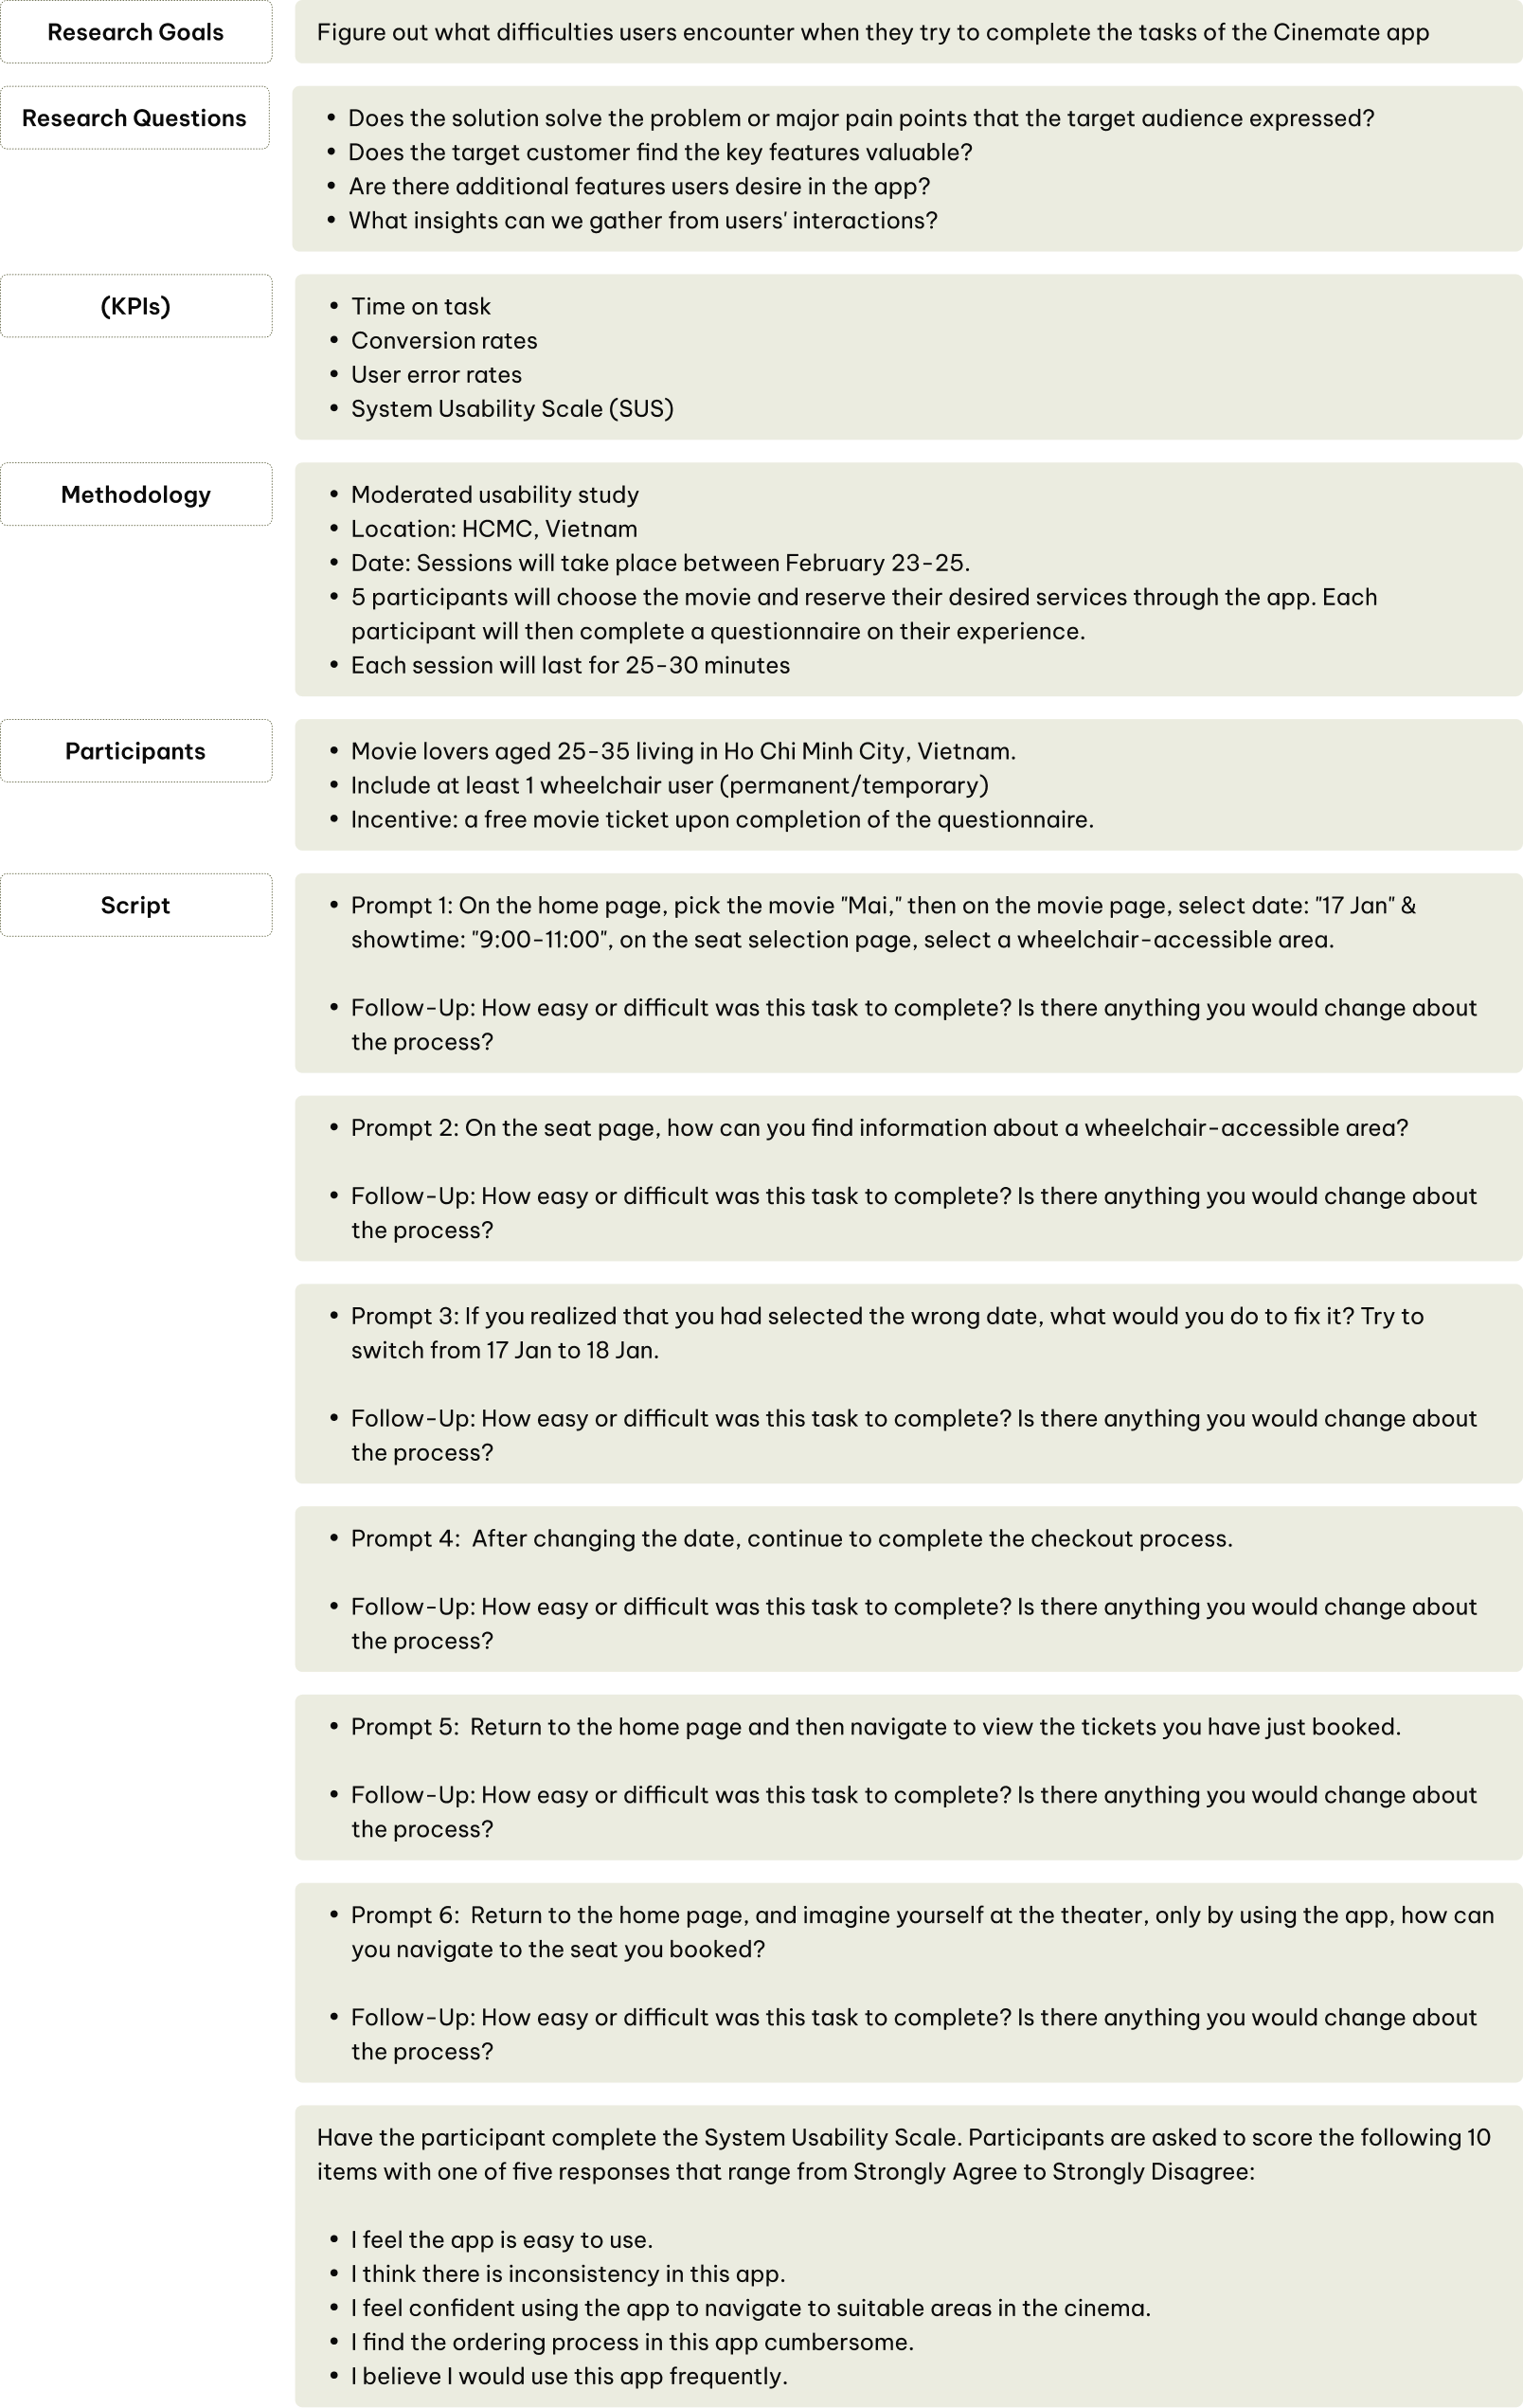 Research Goals
Figure out what difficulties users encounter when they try to complete the tasks of the Cinemate app
Research Questions
• Does the solution solve the problem or major pain points that the target audience expressed?
• Does the target customer find the key features valuable?
• Are there additional features users desire in the app?
• What insights can we gather from users' interactions?
(KPIs)
• Time on task
• Conversion rates
• User error rates
• System Usability Scale (SUS)
Methodology
• Moderated usability study
• Location: HCMC, Vietnam
• Date: Sessions will take place between February 23-25.
• 5 participants will choose the movie and reserve their desired services through the app. Each
participant will then complete a questionnaire on their experience.
• Each session will last for 25-30 minutes
Participants
• Movie lovers aged 25-35 living in Ho Chi Minh City, Vietnam.
• Include at least 1 wheelchair user (permanent/temporary)
• Incentive: a free movie ticket upon completion of the questionnaire.
Script
• Prompt 1: On the home page, pick the movie "Mai," then on the movie page, select date: "17 Jan" &
showtime: "9:00-11:00", on the seat selection page, select a wheelchair-accessible area.
• Follow-Up: How easy or difficult was this task to complete? Is there anything you would change about
the process?
• Prompt 2: On the seat page, how can you find information about a wheelchair-accessible area?
• Follow-Up: How easy or difficult was this task to complete? Is there anything you would change about
the process?
• Prompt 3: If you realized that you had selected the wrong date, what would you do to fix it? Try to
switch from 17 Jan to 18 Jan.
• Follow-Up: How easy or difficult was this task to complete? Is there anything you would change about
the process?
• Prompt 4: After changing the date, continue to complete the checkout process.
• Follow-Up: How easy or difficult was this task to complete? Is there anything you would change about
the process?
• Prompt 5: Return to the home page and then navigate to view the tickets you have just booked.
• Follow-Up: How easy or difficult was this task to complete? Is there anything you would change about
the process?
• Prompt 6: Return to the home page, and imagine yourself at the theater, only by using the app, how can
you navigate to the seat you booked?
• Follow-Up: How easy or difficult was this task to complete? Is there anything you would change about
the process?
Have the participant complete the System Usability Scale. Participants are asked to score the following 10
items with one of five responses that range from Strongly Agree to Strongly Disagree:
• I feel the app is easy to use.
• I think there is inconsistency in this app.
• I feel confident using the app to navigate to suitable areas in the cinema.
• I find the ordering process in this app cumbersome.
• I believe I would use this app frequently.